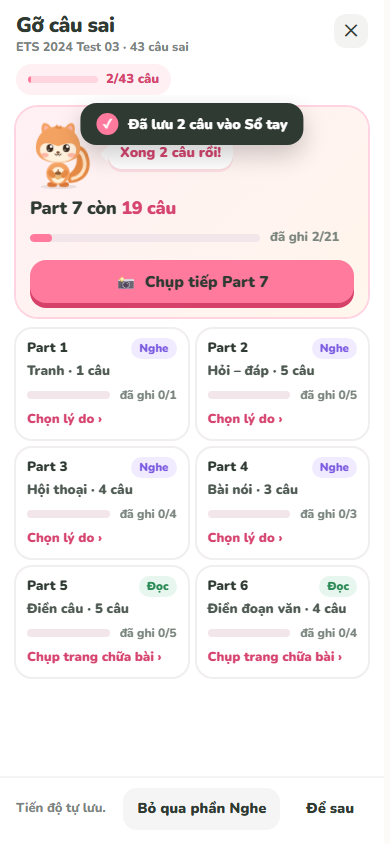 Gỡ câu sai
ETS 2024 Test 03 · 43 câu sai
2/43 câu
Đã lưu 2 câu vào Sổ tay
Xong 2 câu rồi!
Part 7 còn 19 câu
đã ghi 2/21
Chụp tiếp Part 7
Part 1
Nghe
Tranh · 1 câu
đã ghi 0/1
Chọn lý do ›
Part 2
Nghe
Hỏi – đáp · 5 câu
đã ghi 0/5
Chọn lý do ›
Part 3
Nghe
Hội thoại · 4 câu
đã ghi 0/4
Chọn lý do ›
Part 4
Nghe
Bài nói · 3 câu
đã ghi 0/3
Chọn lý do ›
Part 5
Đọc
Điền câu · 5 câu
đã ghi 0/5
Chụp trang chữa bài ›
Part 6
Đọc
Điền đoạn văn · 4 câu
đã ghi 0/4
Chụp trang chữa bài ›
Tiến độ tự lưu.
Bỏ qua phần Nghe
Để sau